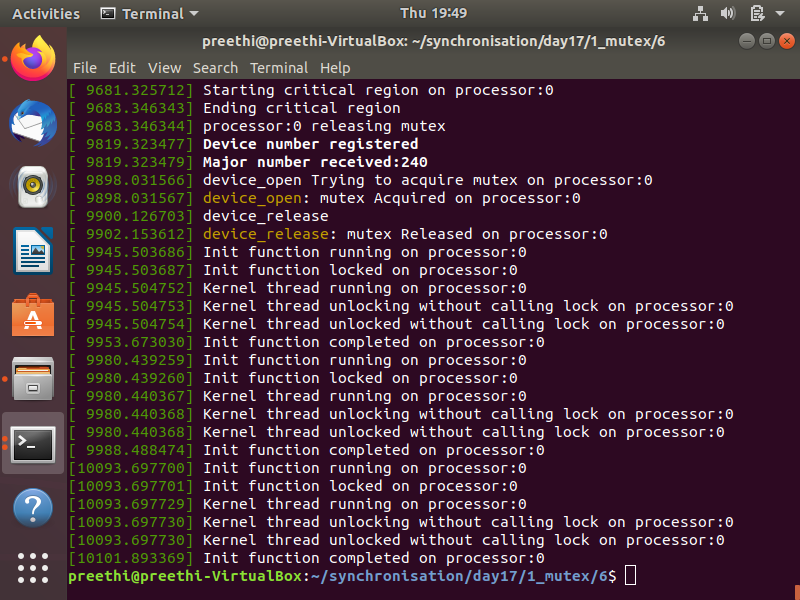 Activities Terminal Thu 19:49
preethi@preethi-VirtualBox: ~/synchronisation/day17/1_mutex/6
File Edit View Search Terminal Help
[ 9681.325712] Starting critical region on processor:0
[ 9683.346343] Ending critical region
[ 9683.346344] processor:0 releasing mutex
[ 9819.323477] Device number registered
[ 9819.323479] Major number received:240
[ 9898.031566] device_open Trying to acquire mutex on processor:0
[ 9898.031567] device_open: mutex Acquired on processor:0
[ 9900.126703] device_release
[ 9902.153612] device_release: mutex Released on processor:0
[ 9945.503686] Init function running on processor:0
[ 9945.503687] Init function locked on processor:0
[ 9945.504752] Kernel thread running on processor:0
[ 9945.504753] Kernel thread unlocking without calling lock on processor:0
[ 9945.504754] Kernel thread unlocked without calling lock on processor:0
[ 9953.673030] Init function completed on processor:0
[ 9980.439259] Init function running on processor:0
[ 9980.439260] Init function locked on processor:0
[ 9980.440367] Kernel thread running on processor:0
[ 9980.440368] Kernel thread unlocking without calling lock on processor:0
[ 9980.440368] Kernel thread unlocked without calling lock on processor:0
[ 9988.488474] Init function completed on processor:0
[10093.697700] Init function running on processor:0
[10093.697701] Init function locked on processor:0
[10093.697729] Kernel thread running on processor:0
[10093.697730] Kernel thread unlocking without calling lock on processor:0
[10093.697730] Kernel thread unlocked without calling lock on processor:0
[10101.893369] Init function completed on processor:0
preethi@preethi-VirtualBox:~/synchronisation/day17/1_mutex/6$